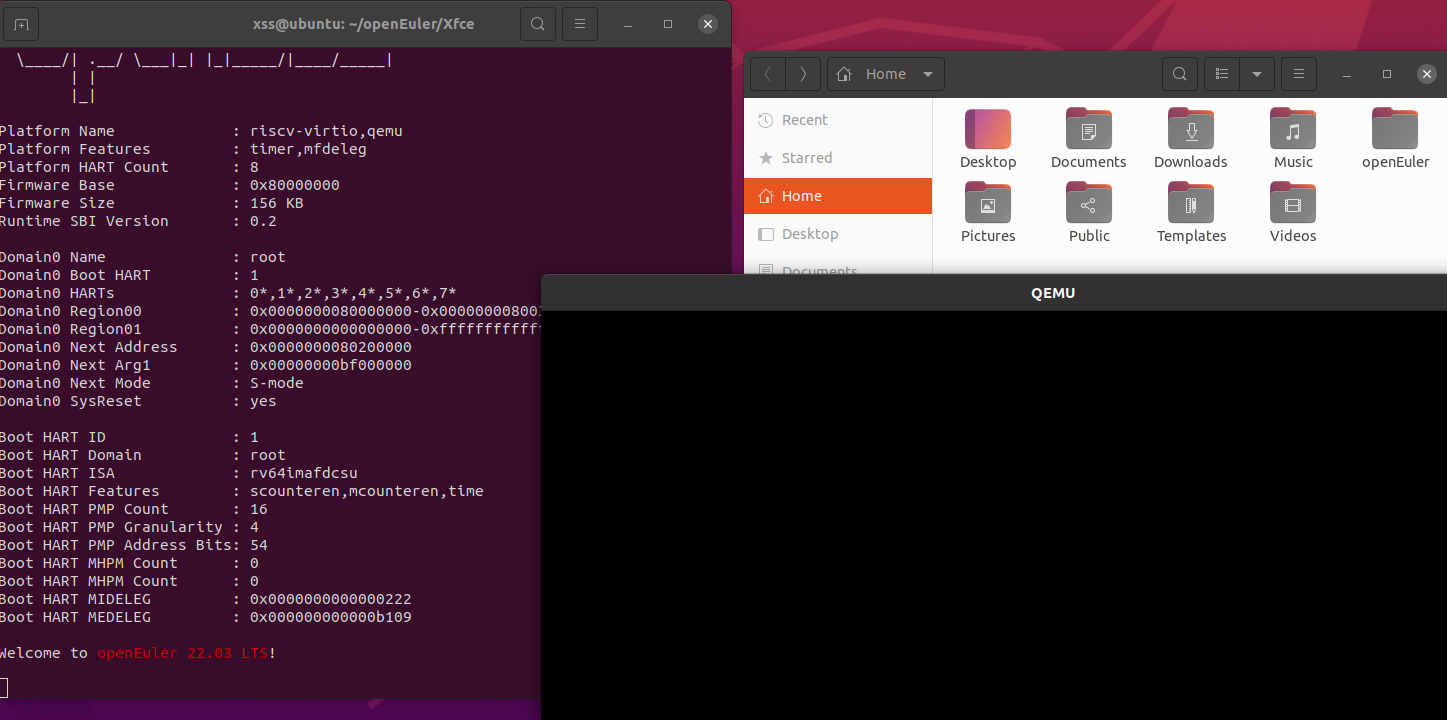 xss@ubuntu: ~/openEuler/Xfce
\____/| .__/ \___|_| |_|_____/|____/_____|
| |
|_|
Platform Name : riscv-virtio,qemu
Platform Features : timer,mfdeleg
Platform HART Count : 8
Firmware Base : 0x80000000
Firmware Size : 156 KB
Runtime SBI Version : 0.2
Domain0 Name : root
Domain0 Boot HART : 1
Domain0 HARTs : 0*,1*,2*,3*,4*,5*,6*,7*
Domain0 Region00 : 0x0000000080000000-0x000000008003
Domain0 Region01 : 0x0000000000000000-0xffffffffffff
Domain0 Next Address : 0x0000000080200000
Domain0 Next Arg1 : 0x00000000bf000000
Domain0 Next Mode : S-mode
Domain0 SysReset : yes
Boot HART ID : 1
Boot HART Domain : root
Boot HART ISA : rv64imafdcsu
Boot HART Features : scounteren,mcounteren,time
Boot HART PMP Count : 16
Boot HART PMP Granularity : 4
Boot HART PMP Address Bits: 54
Boot HART MHPM Count : 0
Boot HART MHPM Count : 0
Boot HART MIDELEG : 0x0000000000000222
Boot HART MEDELEG : 0x000000000000b109
Welcome to openEuler 22.03 LTS!
Home
Recent
Starred
Home
Desktop
Documents
Desktop Documents Downloads Music openEuler
Pictures Public Templates Videos
QEMU